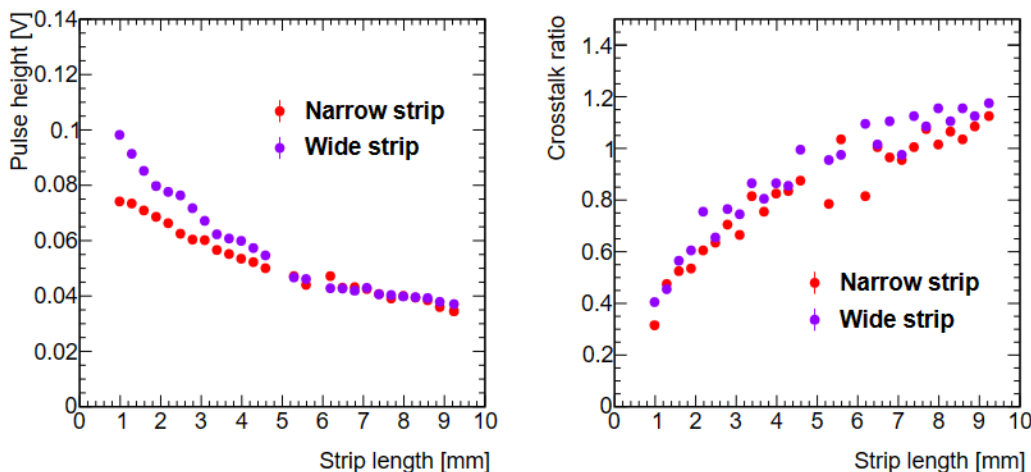 Pulse height [V]
0.14
0.12
0.1
0.08
0.06
0.04
0.02
0
0 1 2 3 4 5 6 7 8 9 10
Strip length [mm]
Narrow strip
Wide strip
Crosstalk ratio
1.4
1.2
1
0.8
0.6
0.4
0.2
0
0 1 2 3 4 5 6 7 8 9 10
Strip length [mm]
Narrow strip
Wide strip